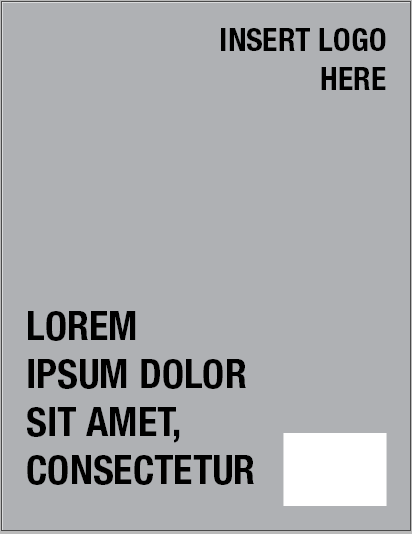 INSERT LOGO
HERE
LOREM
IPSUM DOLOR
SIT AMET,
CONSECTETUR